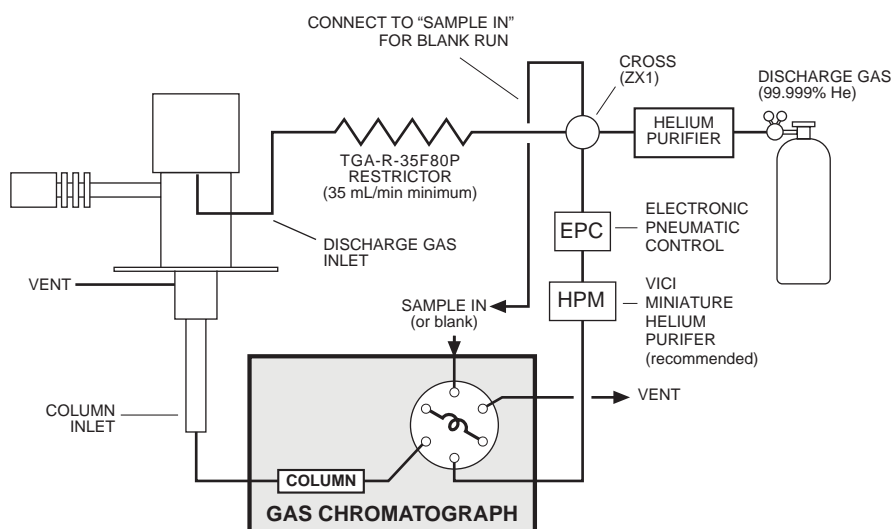 CONNECT TO “SAMPLE IN”
FOR BLANK RUN
CROSS
(ZX1)
DISCHARGE GAS
(99.999% He)
HELIUM
PURIFIER
TGA-R-35F80P
RESTRICTOR
(35 mL/min minimum)
DISCHARGE GAS
INLET
EPC
ELECTRONIC
PNEUMATIC
CONTROL
VENT
SAMPLE IN
(or blank)
HPM
VICI
MINIATURE
HELIUM
PURIFER
(recommended)
VENT
COLUMN
INLET
COLUMN
GAS CHROMATOGRAPH